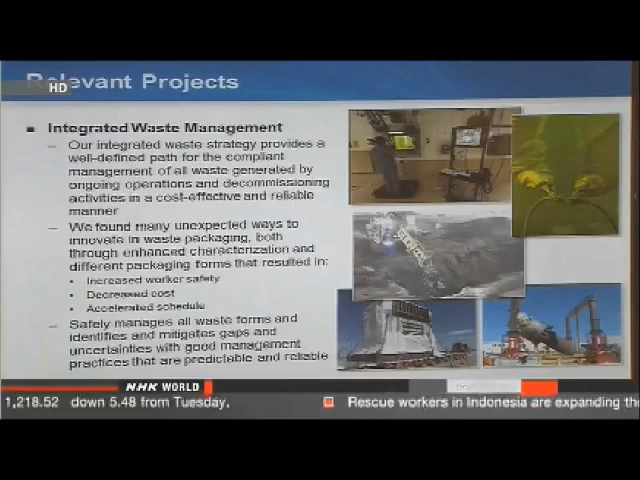 Relevant Projects
HD
Integrated Waste Management
– Our integrated waste strategy provides a
well-defined path for the compliant
management of all waste generated by
ongoing operations and decommissioning
activities in a cost-effective and reliable
manner
– We found many unexpected ways to
innovate in waste packaging, both
through enhanced characterization and
different packaging forms that resulted in:
• Increased worker safety
• Decreased cost
• Accelerated schedule
– Safely manages all waste forms and
identifies and mitigates gaps and
uncertainties with good management
practices that are predictable and reliable
NHK WORLD
1,218.52 down 5.48 from Tuesday.
Rescue workers in Indonesia are expanding the